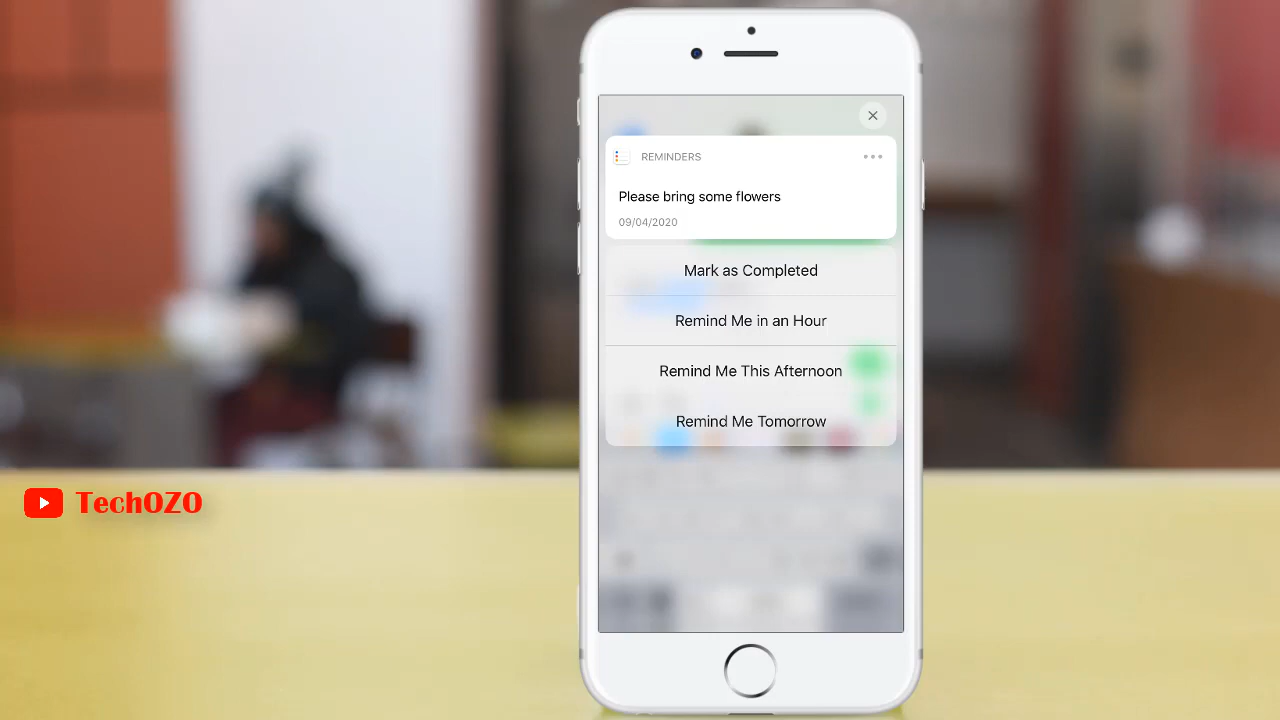 REMINDERS
Please bring some flowers
09/04/2020
Mark as Completed
Remind Me in an Hour
Remind Me This Afternoon
Remind Me Tomorrow
TechOZO